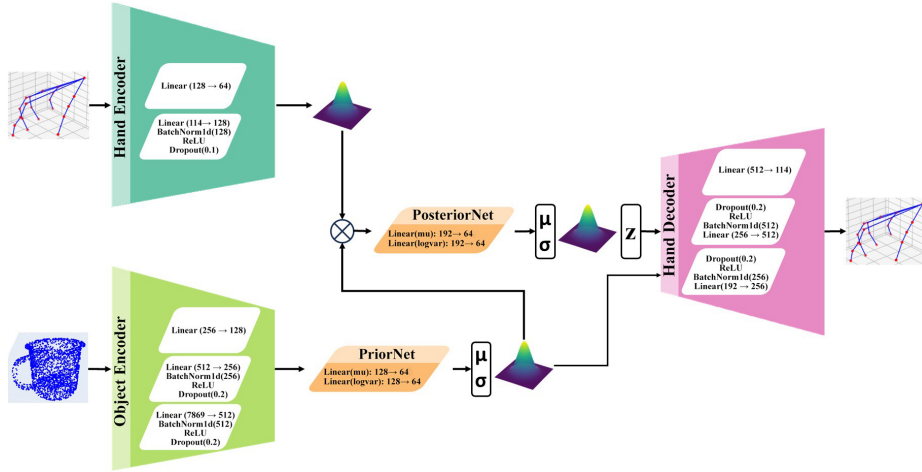 Hand Encoder
Linear (128 → 64)
Linear (114→ 128)
BatchNorm1d(128)
ReLU
Dropout(0.1)
PosteriorNet
Linear(mu): 192→ 64
Linear(logvar): 192→ 64
μ
σ
z
Hand Decoder
Linear (512→ 114)
Dropout(0.2)
ReLU
BatchNorm1d(512)
Linear (256 → 512)
Dropout(0.2)
ReLU
BatchNorm1d(256)
Linear(192 → 256)
Object Encoder
Linear (256 → 128)
Linear (512 → 256)
BatchNorm1d(256)
ReLU
Dropout(0.2)
Linear (7869 → 512)
BatchNorm1d(512)
ReLU
Dropout(0.2)
PriorNet
Linear(mu): 128→ 64
Linear(logvar): 128→ 64
μ
σ